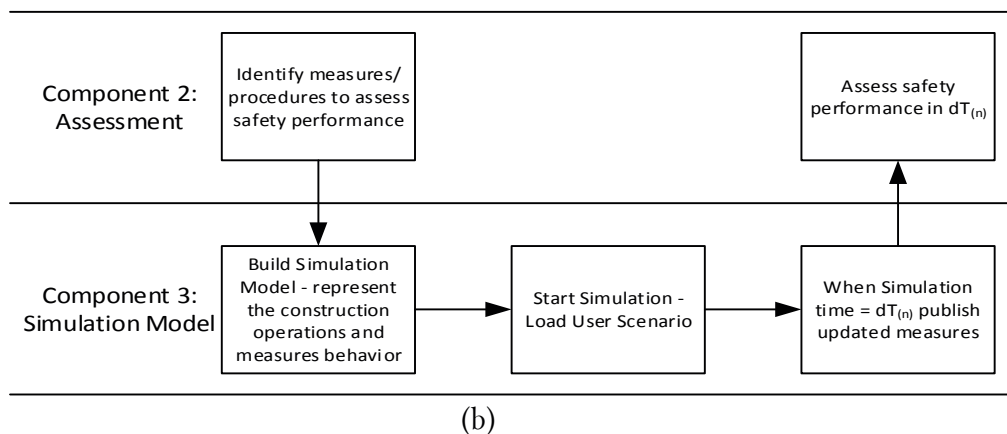 Component 2:
Assessment
Identify measures/
procedures to assess
safety performance
Assess safety
performance in dT(n)
Component 3:
Simulation Model
Build Simulation
Model - represent
the construction
operations and
measures behavior
Start Simulation -
Load User Scenario
When Simulation
time = dT(n) publish
updated measures
(b)